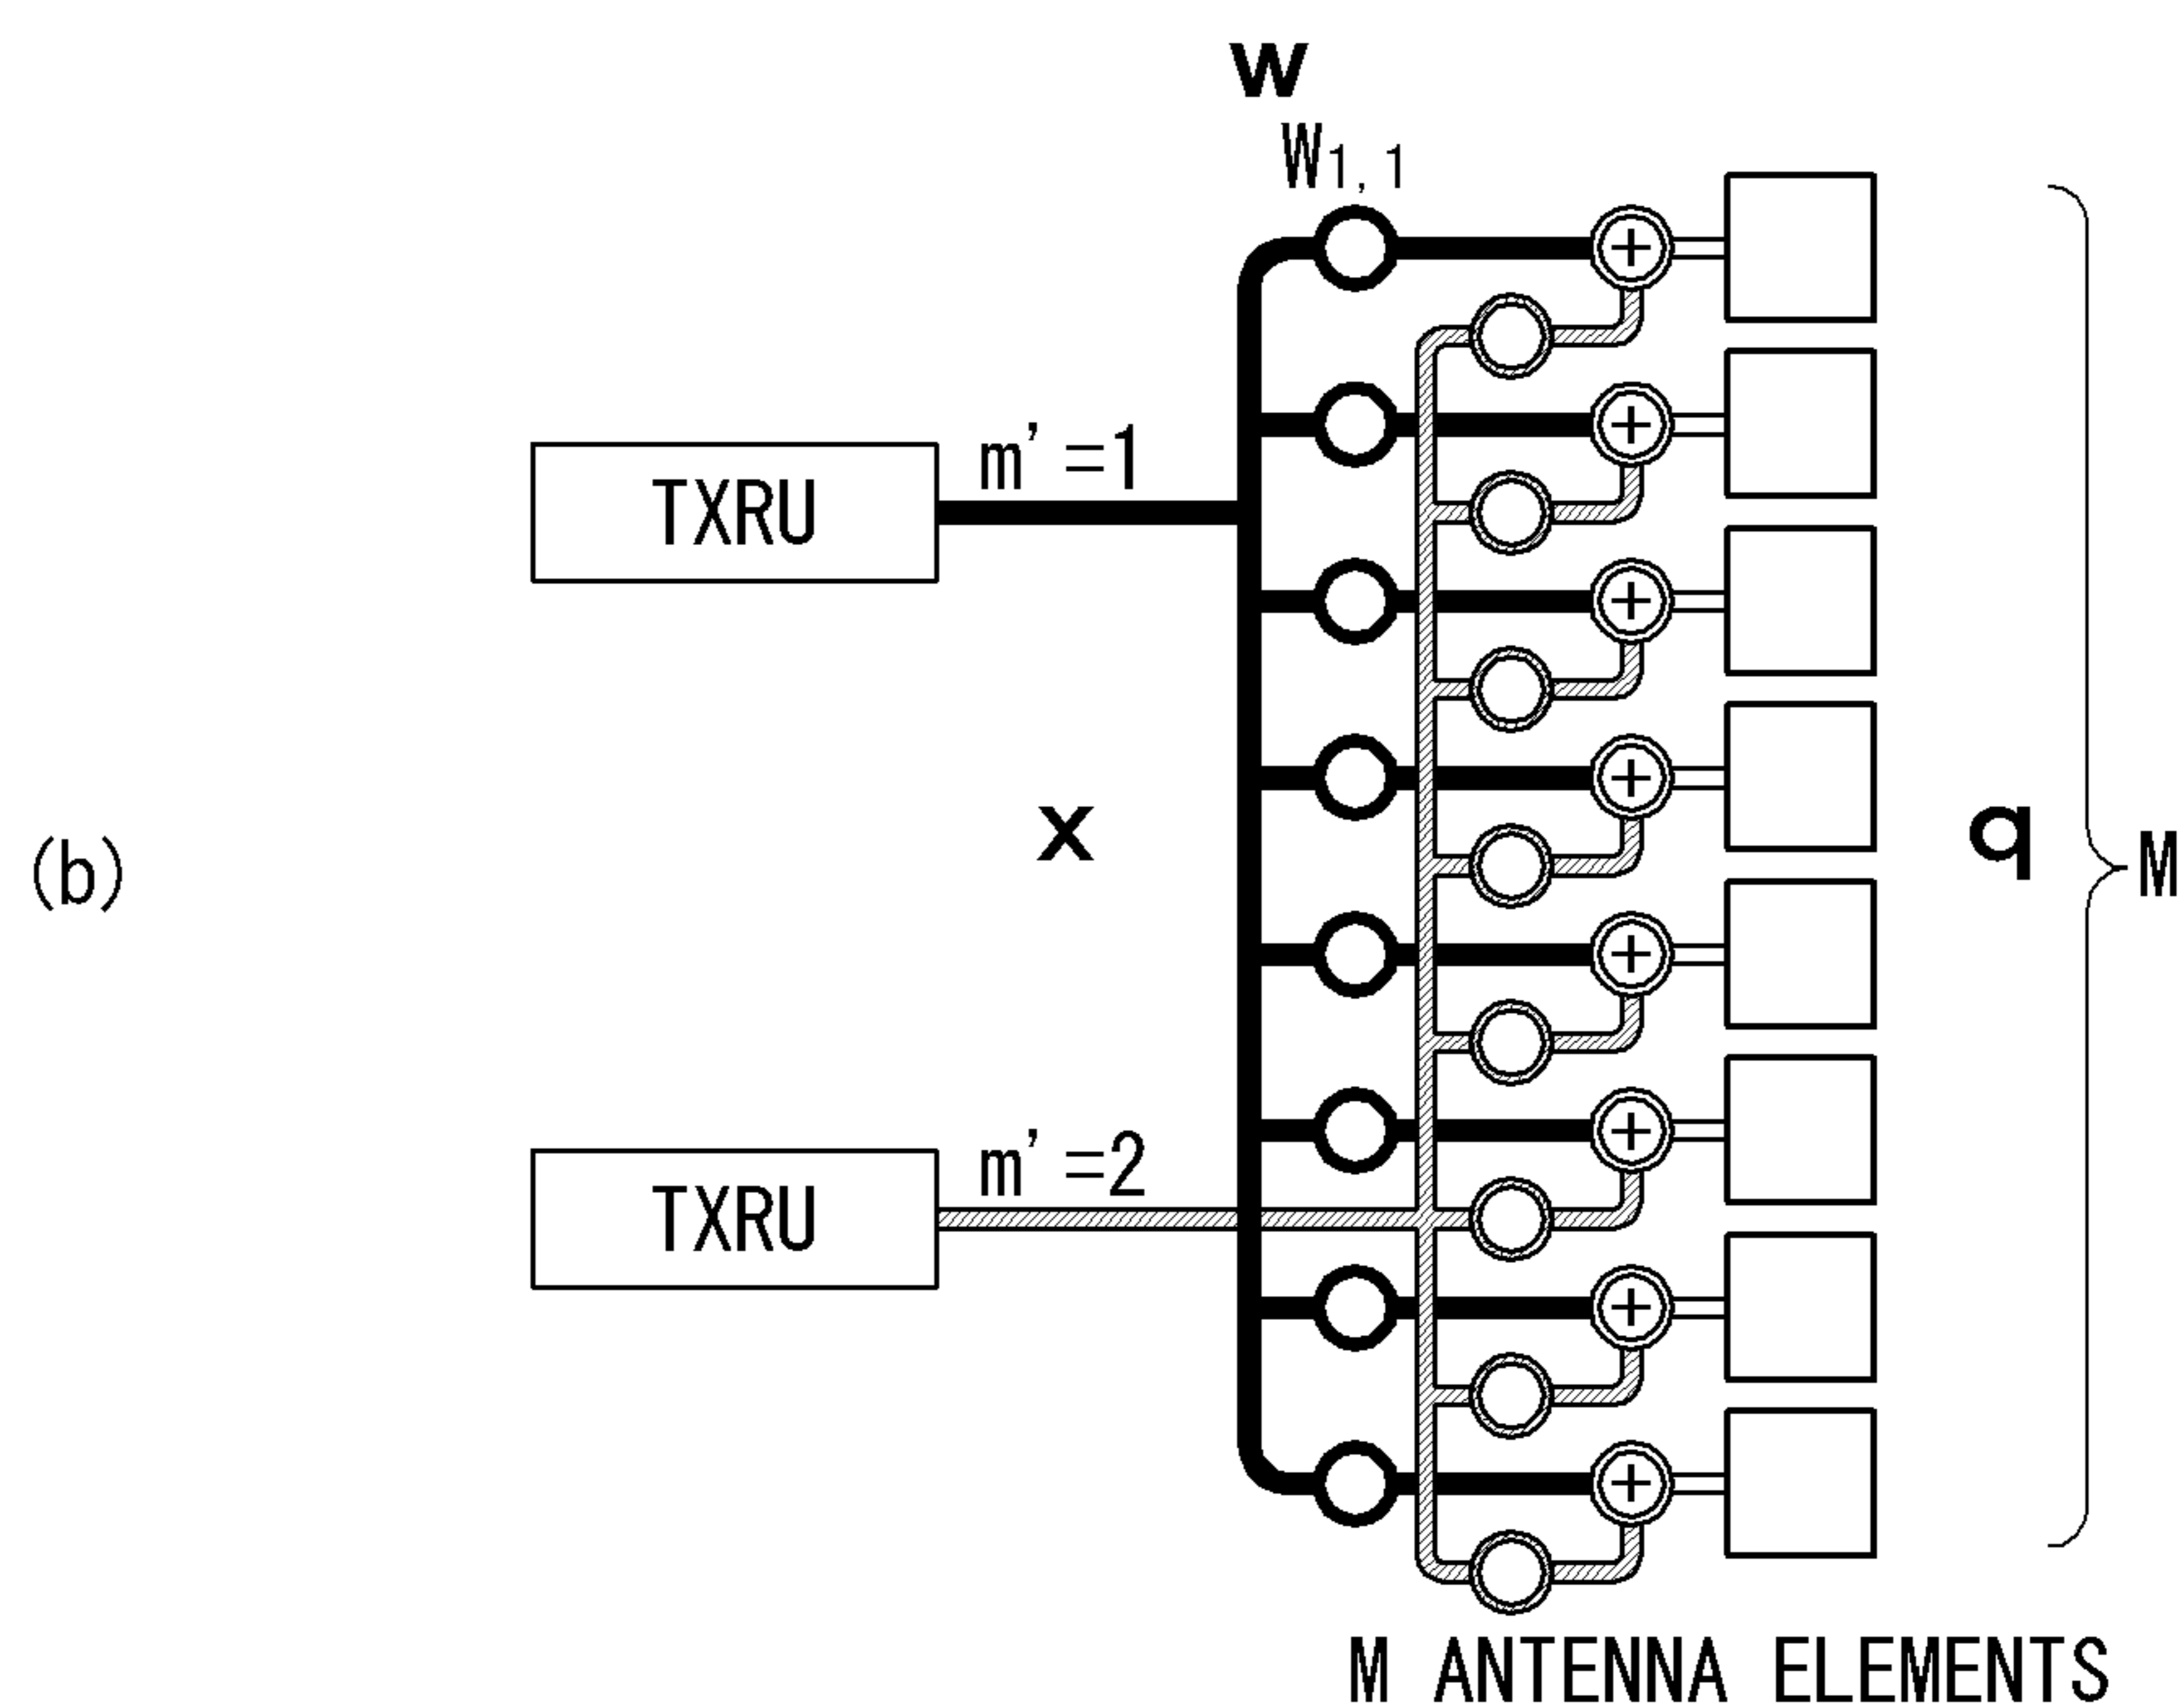 w
W1,1
m'=1
TXRU
+
+
+
+
x
q
M
(b)
+
m'=2
TXRU
+
+
+
M ANTENNA ELEMENTS